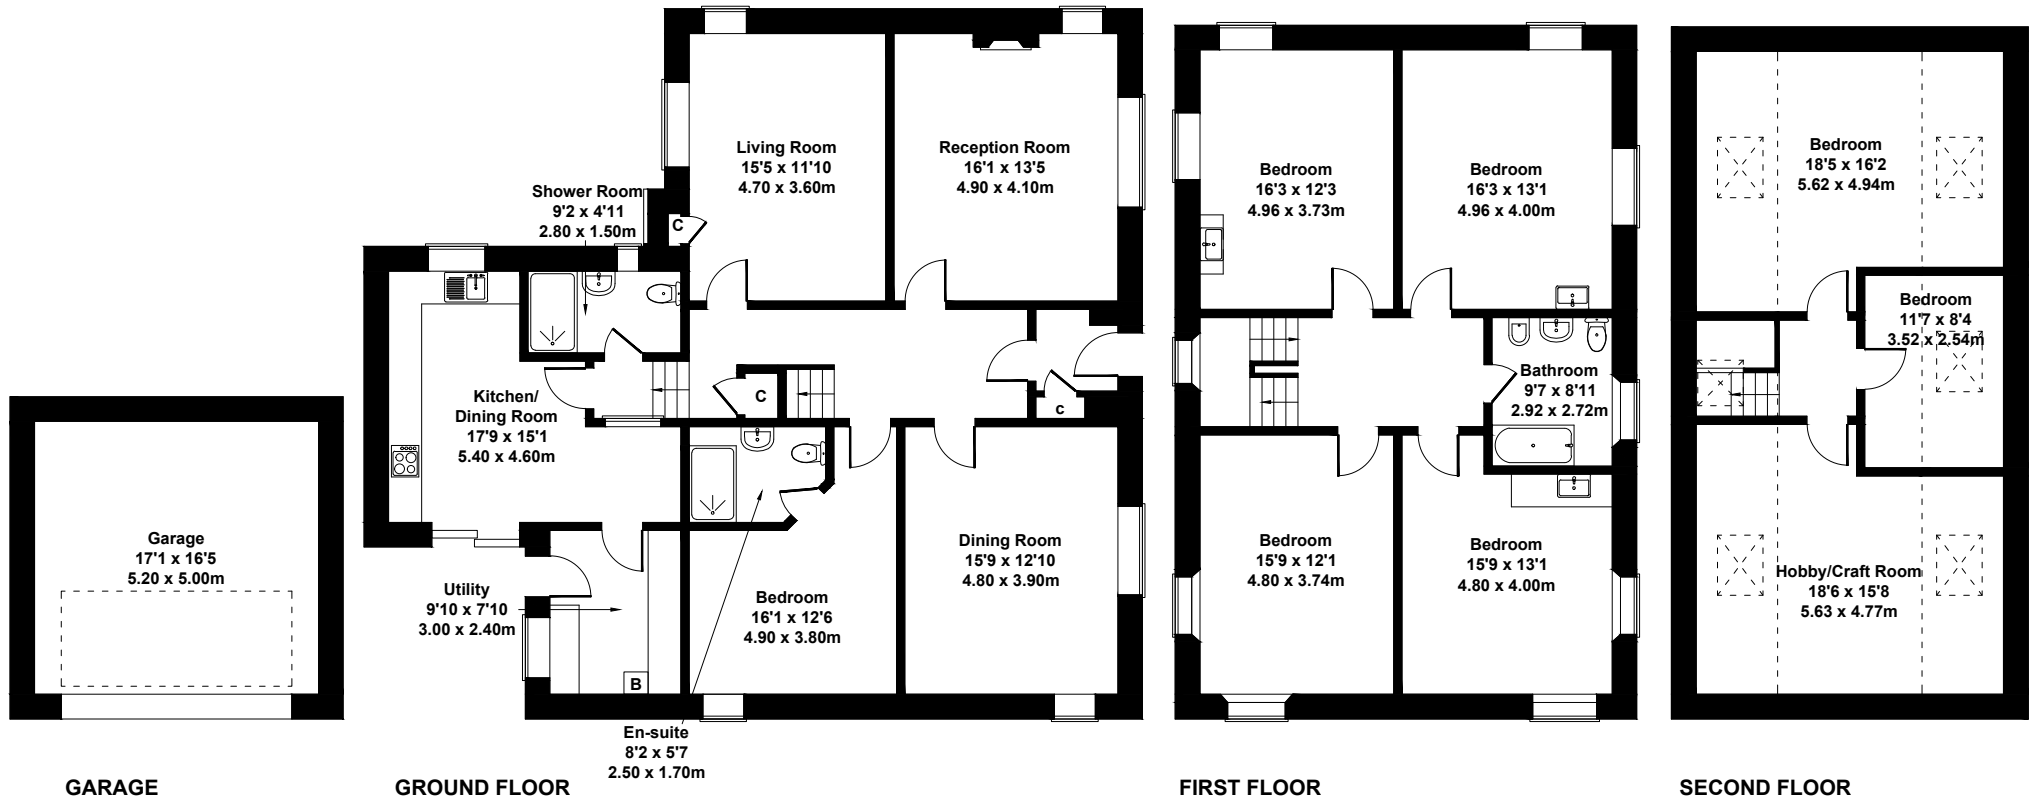 Garage
17'1 x 16'5
5.20 x 5.00m
GARAGE
Shower Room
9'2 x 4'11
2.80 x 1.50m
Living Room
15'5 x 11'10
4.70 x 3.60m
Reception Room
16'1 x 13'5
4.90 x 4.10m
C
Kitchen/
Dining Room
17'9 x 15'1
5.40 x 4.60m
C
c
Utility
9'10 x 7'10
3.00 x 2.40m
B
Bedroom
16'1 x 12'6
4.90 x 3.80m
Dining Room
15'9 x 12'10
4.80 x 3.90m
En-suite
8'2 x 5'7
2.50 x 1.70m
GROUND FLOOR
Bedroom
16'3 x 12'3
4.96 x 3.73m
Bedroom
16'3 x 13'1
4.96 x 4.00m
Bathroom
9'7 x 8'11
2.92 x 2.72m
Bedroom
15'9 x 12'1
4.80 x 3.74m
Bedroom
15'9 x 13'1
4.80 x 4.00m
FIRST FLOOR
Bedroom
18'5 x 16'2
5.62 x 4.94m
Bedroom
11'7 x 8'4
3.52 x 2.54m
Hobby/Craft Room
18'6 x 15'8
5.63 x 4.77m
SECOND FLOOR